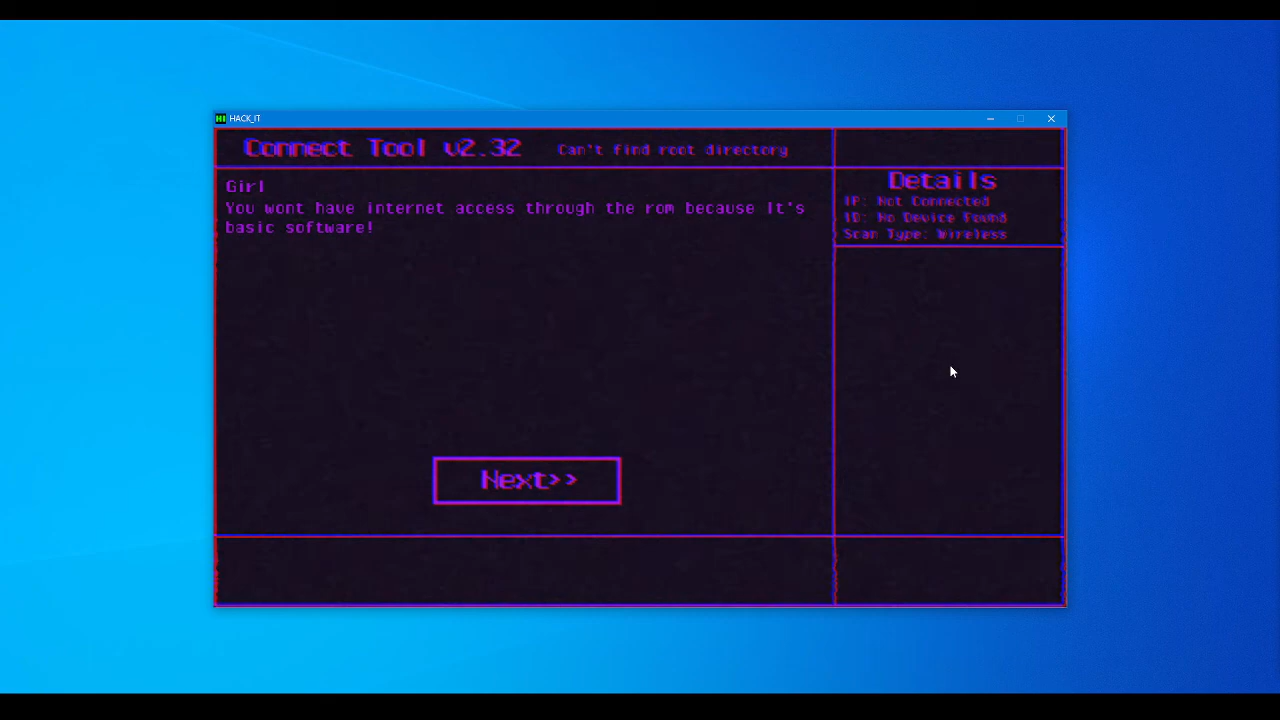 HI HACK_IT
Connect Tool v2.32 Can't find root directory
Girl
You wont have internet access through the rom because It's
basic software!
Next>>
Details
IP: Not Connected
ID: No Device Found
Scan Type: Wireless